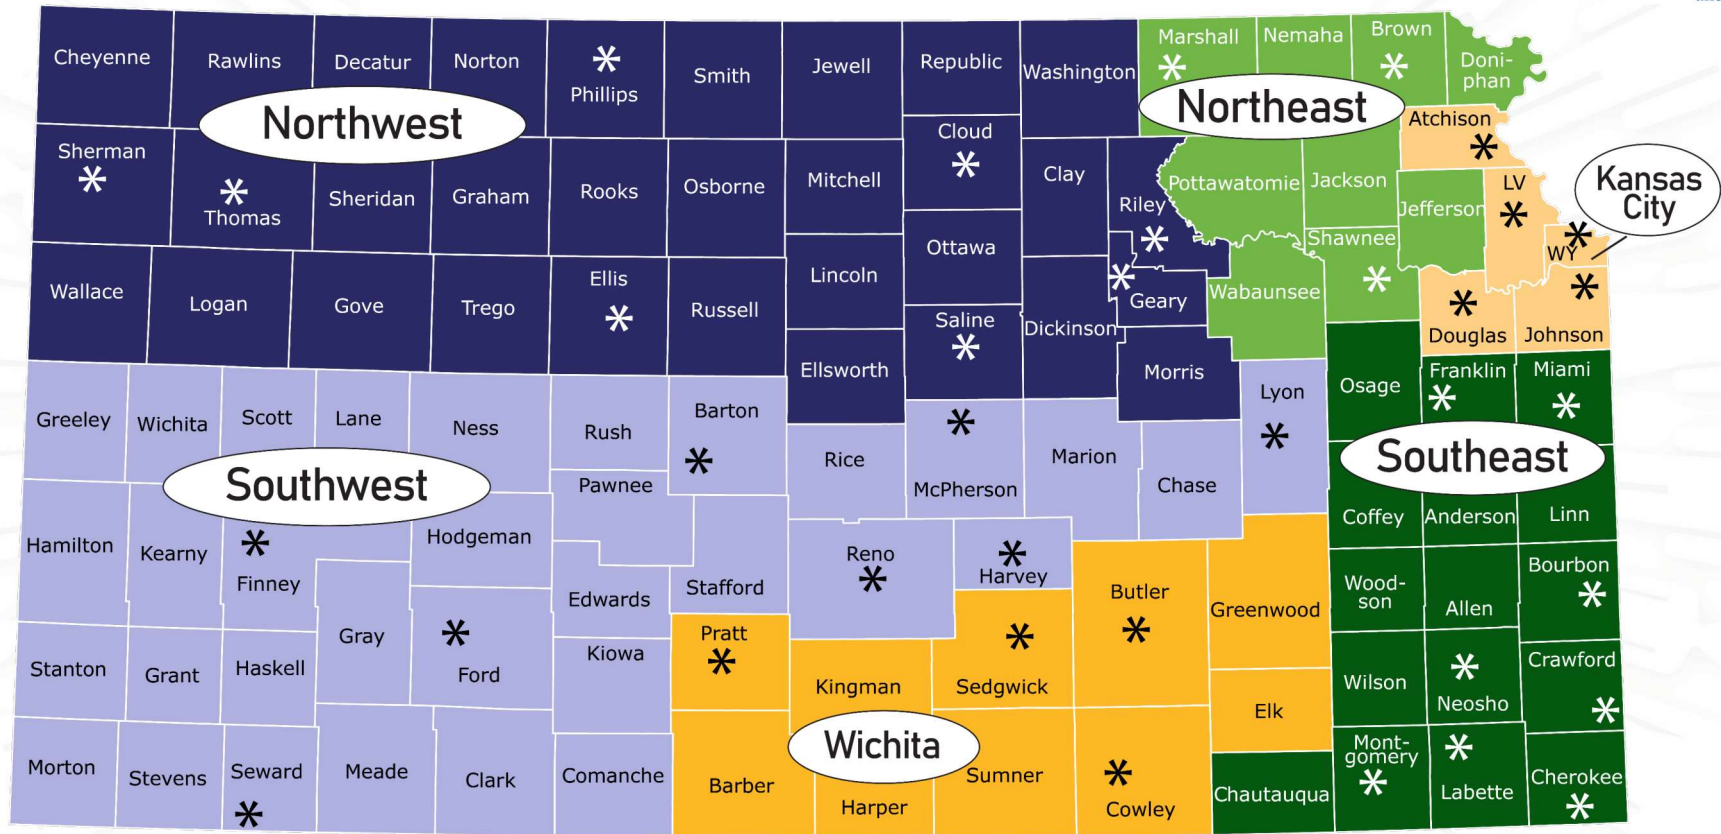 Cheyenne
Rawlins
Decatur
Norton
*
Phillips
Smith
Jewell
Republic
Washington
Marshall
*
Nemaha
Brown
*
Doni-
phan
Northwest
Northeast
Sherman
*
*
Thomas
Sheridan
Graham
Rooks
Osborne
Mitchell
Cloud
*
Clay
Riley
*
Pottawatomie
Jackson
Atchison
*
Jefferson
LV
*
Kansas
City
*
WY
Wallace
Logan
Gove
Trego
Ellis
*
Russell
Lincoln
Ottawa
Saline
*
Dickinson
*
Geary
Wabaunsee
Shawnee
*
*
Douglas
*
Johnson
Ellsworth
Morris
Greeley
Wichita
Scott
Lane
Ness
Rush
Barton
*
Rice
*
McPherson
Marion
Chase
Lyon
*
Osage
Franklin
*
Miami
*
Southwest
Southeast
Pawnee
Hamilton
Kearny
*
Finney
Hodgeman
Edwards
Stafford
Reno
*
*
Harvey
Butler
*
Greenwood
Coffey
Anderson
Linn
Wood-
son
Allen
Bourbon
*
Stanton
Grant
Haskell
Gray
*
Ford
Kiowa
Pratt
*
Kingman
*
Sedgwick
Elk
Wilson
*
Neosho
Crawford
*
Wichita
Morton
Stevens
Seward
*
Meade
Clark
Comanche
Barber
Harper
Sumner
*
Cowley
Chautauqua
Mont-
gomery
*
*
Labette
Cherokee
*